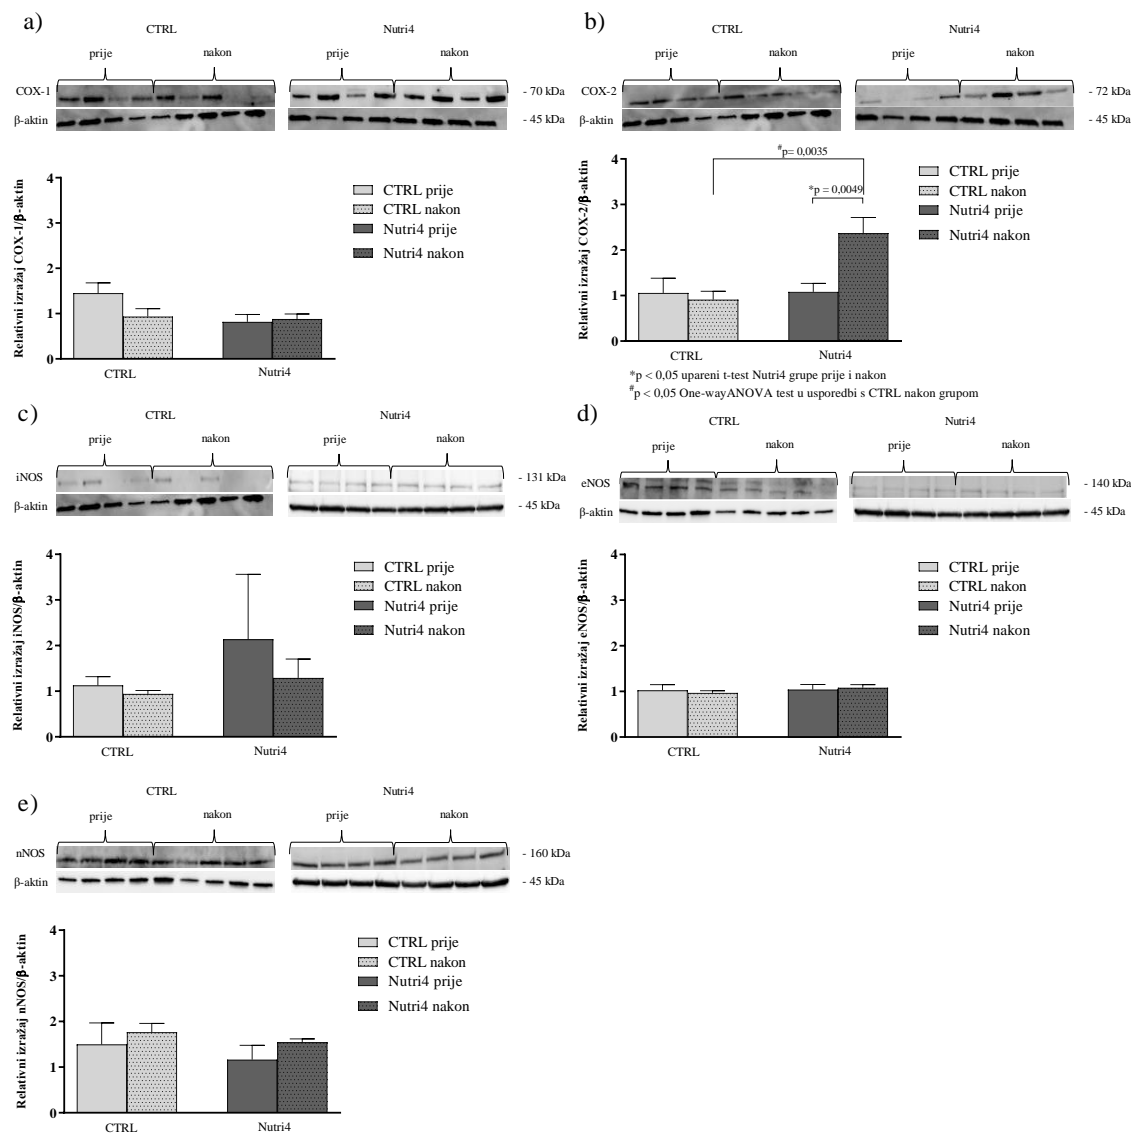 a)
CTRL
Nutri4
prije
nakon
prije
nakon
COX-1
- 70 kDa
β-aktin
- 45 kDa
Relativni izražaj COX-1/β-aktin
4
3
2
1
0
CTRL
Nutri4
CTRL prije
CTRL nakon
Nutri4 prije
Nutri4 nakon
b)
CTRL
Nutri4
prije
nakon
prije
nakon
COX-2
- 72 kDa
β-aktin
- 45 kDa
#p= 0,0035
*p = 0,0049
Relativni izražaj COX-2/β-aktin
4
3
2
1
0
CTRL
Nutri4
CTRL prije
CTRL nakon
Nutri4 prije
Nutri4 nakon
*p < 0,05 upareni t-test Nutri4 grupe prije i nakon
#p < 0,05 One-wayANOVA test u usporedbi s CTRL nakon grupom
c)
CTRL
Nutri4
prije
nakon
prije
nakon
iNOS
- 131 kDa
β-aktin
- 45 kDa
Relativni izražaj iNOS/β-aktin
4
3
2
1
0
CTRL
Nutri4
CTRL prije
CTRL nakon
Nutri4 prije
Nutri4 nakon
d)
CTRL
Nutri4
prije
nakon
prije
nakon
eNOS
- 140 kDa
β-aktin
- 45 kDa
Relativni izražaj eNOS/β-aktin
4
3
2
1
0
CTRL
Nutri4
CTRL prije
CTRL nakon
Nutri4 prije
Nutri4 nakon
e)
CTRL
Nutri4
prije
nakon
prije
nakon
nNOS
- 160 kDa
β-aktin
- 45 kDa
Relativni izražaj nNOS/β-aktin
4
3
2
1
0
CTRL
Nutri4
CTRL prije
CTRL nakon
Nutri4 prije
Nutri4 nakon